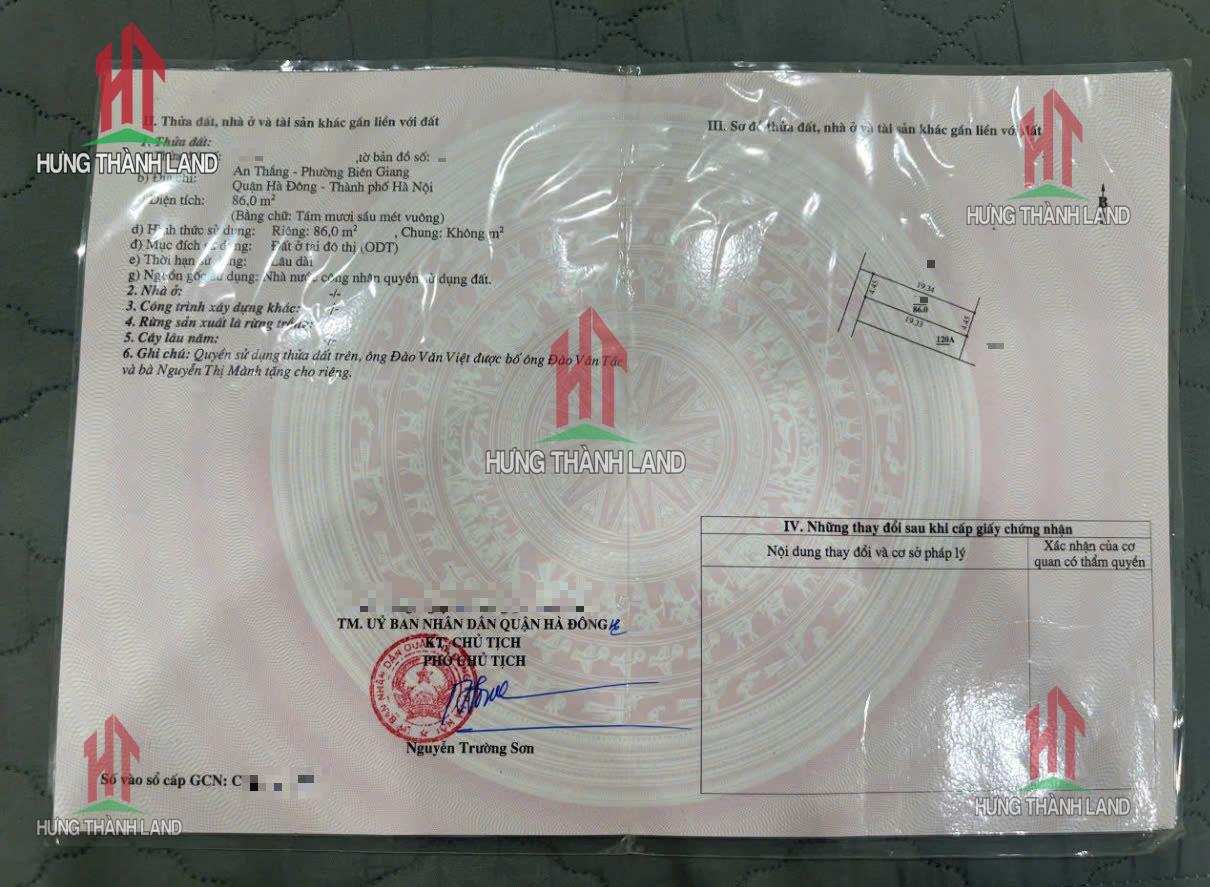 II. Thửa đất, nhà ở và tài sản khác gắn liền với đất
1. Thửa đất:
,tờ bản đồ số:
b) Địa chỉ: An Thắng - Phường Biên Giang
Quận Hà Đông - Thành phố Hà Nội
Diện tích: 86,0 m²
(Bằng chữ: Tám mươi sáu mét vuông)
d) Hình thức sử dụng: Riêng: 86,0 m² , Chung: Không m²
đ) Mục đích sử dụng: Đất ở tại đô thị (ODT)
e) Thời hạn sử dụng: Lâu dài
g) Nguồn gốc sử dụng: Nhà nước công nhận quyền sử dụng đất.
2. Nhà ở: -/-
3. Công trình xây dựng khác: -/-
4. Rừng sản xuất là rừng trồng:
5. Cây lâu năm: -/-
6. Ghi chú: Quyền sử dụng thửa đất trên, ông Đào Văn Việt được bố ông Đào Văn Tác
và bà Nguyễn Thị Mành tặng cho riêng.
TM. UỶ BAN NHÂN DÂN QUẬN HÀ ĐÔNG
KT. CHỦ TỊCH
PHÓ CHỦ TỊCH
Nguyễn Trường Sơn
Số vào sổ cấp GCN: C
III. Sơ đồ thửa đất, nhà ở và tài sản khác gắn liền với đất
B
19.34
4.45
86.0
4.45
19.33
120A
IV. Những thay đổi sau khi cấp giấy chứng nhận
Nội dung thay đổi và cơ sở pháp lý
Xác nhận của cơ
quan có thẩm quyền
HƯNG THÀNH LAND
HƯNG THÀNH LAND
HƯNG THÀNH LAND
HƯNG THÀNH LAND
HƯNG THÀNH LAND